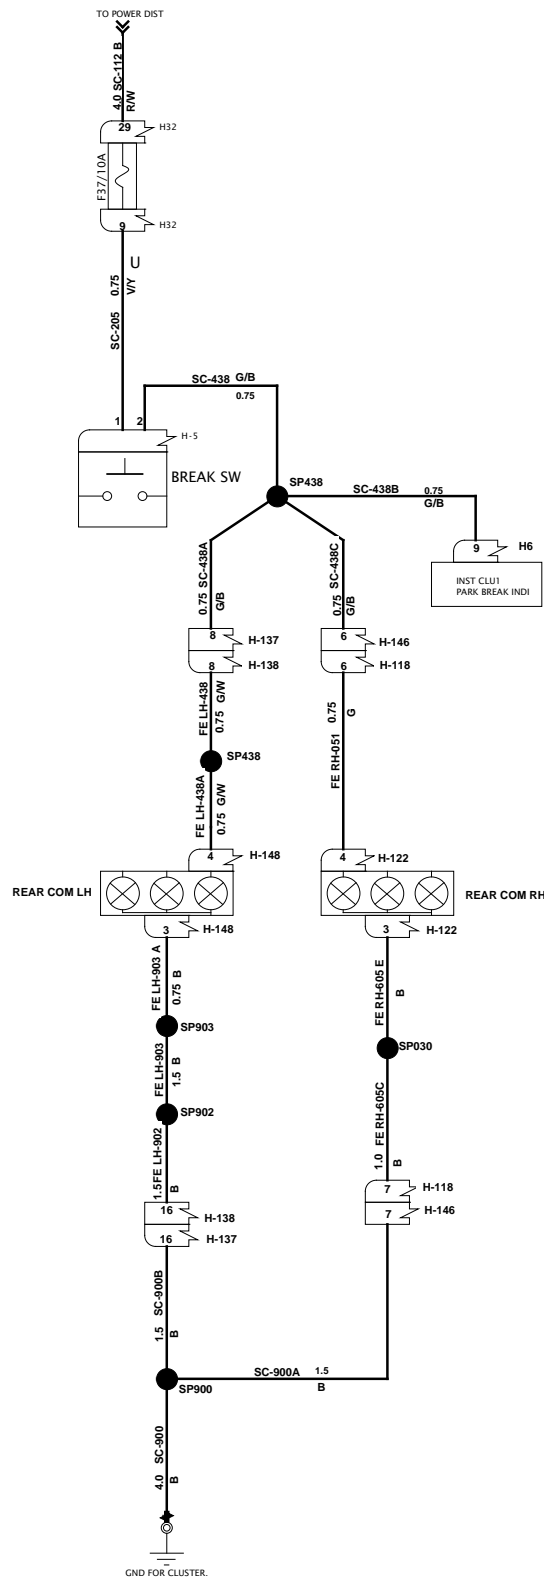 TO POWER DIST
4.0 SC-112 B
R/W
29
H32
F37/10A
9
H32
U
0.75
V/Y
SC-205
SC-438 G/B
0.75
1
2
H-5
BREAK SW
SP438
SC-438B
0.75
G/B
9
H6
INST CLU1
PARK BREAK INDI
0.75 SC-438A
G/B
0.75 SC-438C
G/B
8
H-137
8
H-138
6
H-146
6
H-118
FE LH-438
0.75 G/W
FE RH-051
0.75
G
SP438
FE LH-438A
0.75 G/W
4
H-148
4
H-122
REAR COM LH
REAR COM RH
3
H-148
3
H-122
FE LH-903 A
0.75 B
FE RH-605 E
B
SP903
SP030
FE LH-903
1.5 B
SP902
1.0 FE RH-605C
B
1.5FE LH-902
B
7
H-118
7
H-146
16
H-138
16
H-137
1.5 SC-900B
B
SC-900A
1.5
B
SP900
4.0 SC-900
B
GND FOR CLUSTER.